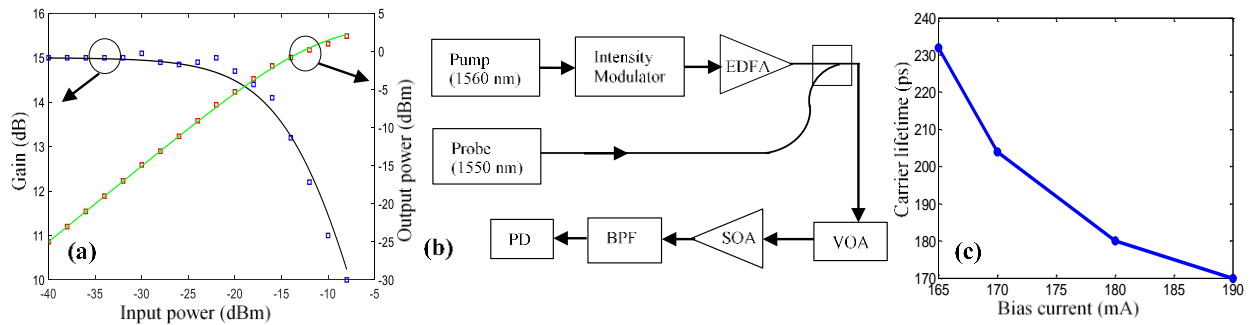 (a)
16
15
14
13
12
11
10
Gain (dB)
5
0
-5
-10
-15
-20
-25
-30
Output power (dBm)
-40
-35
-30
-25
-20
-15
-10
-5
Input power (dBm)
(b)
Pump
(1560 nm)
Intensity
Modulator
EDFA
Probe
(1550 nm)
PD
BPF
SOA
VOA
(c)
240
230
220
210
200
190
180
170
Carrier lifetime (ps)
165
170
175
180
185
190
Bias current (mA)